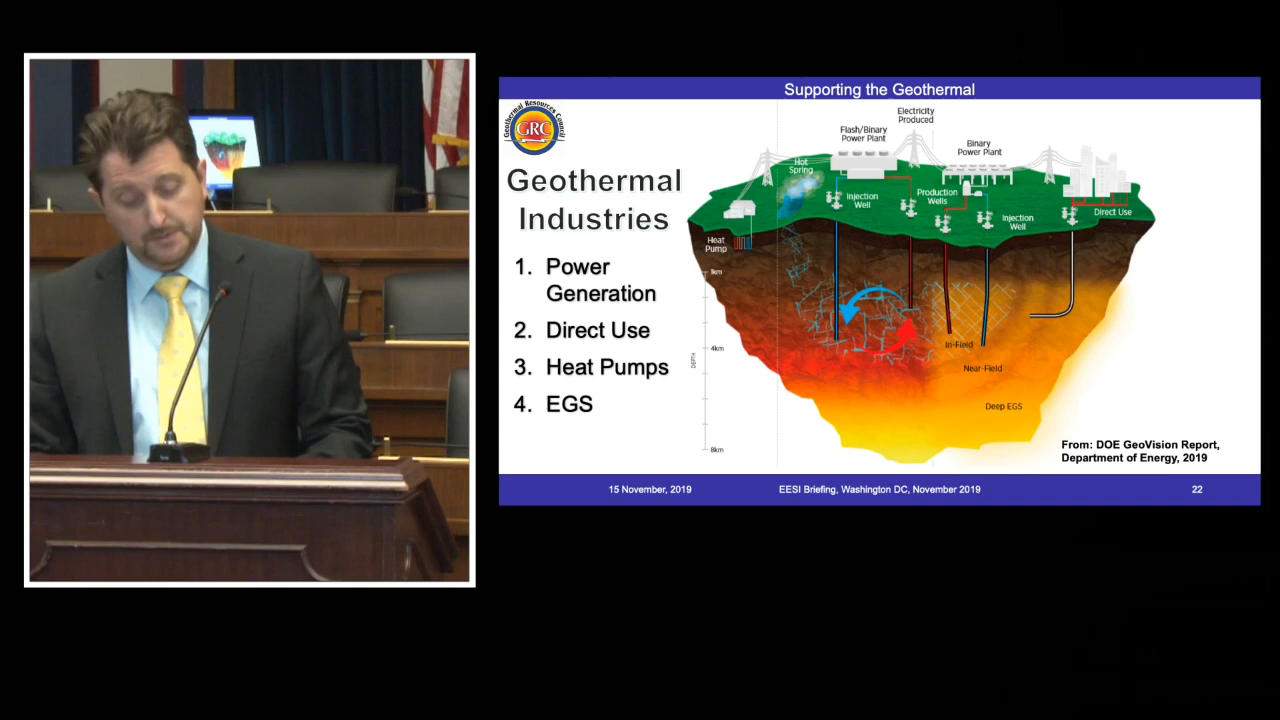 Supporting the Geothermal
Geothermal Resources Council
GRC
Geothermal
Industries
1. Power
Generation
2. Direct Use
3. Heat Pumps
4. EGS
Electricity
Produced
Flash/Binary
Power Plant
Binary
Power Plant
Hot
Spring
Injection
Well
Production
Wells
Injection
Well
Direct Use
Heat
Pump
1km
4km
DEPTH
8km
In-Field
Near-Field
Deep EGS
From: DOE GeoVision Report,
Department of Energy, 2019
15 November, 2019
EESI Briefing, Washington DC, November 2019
22